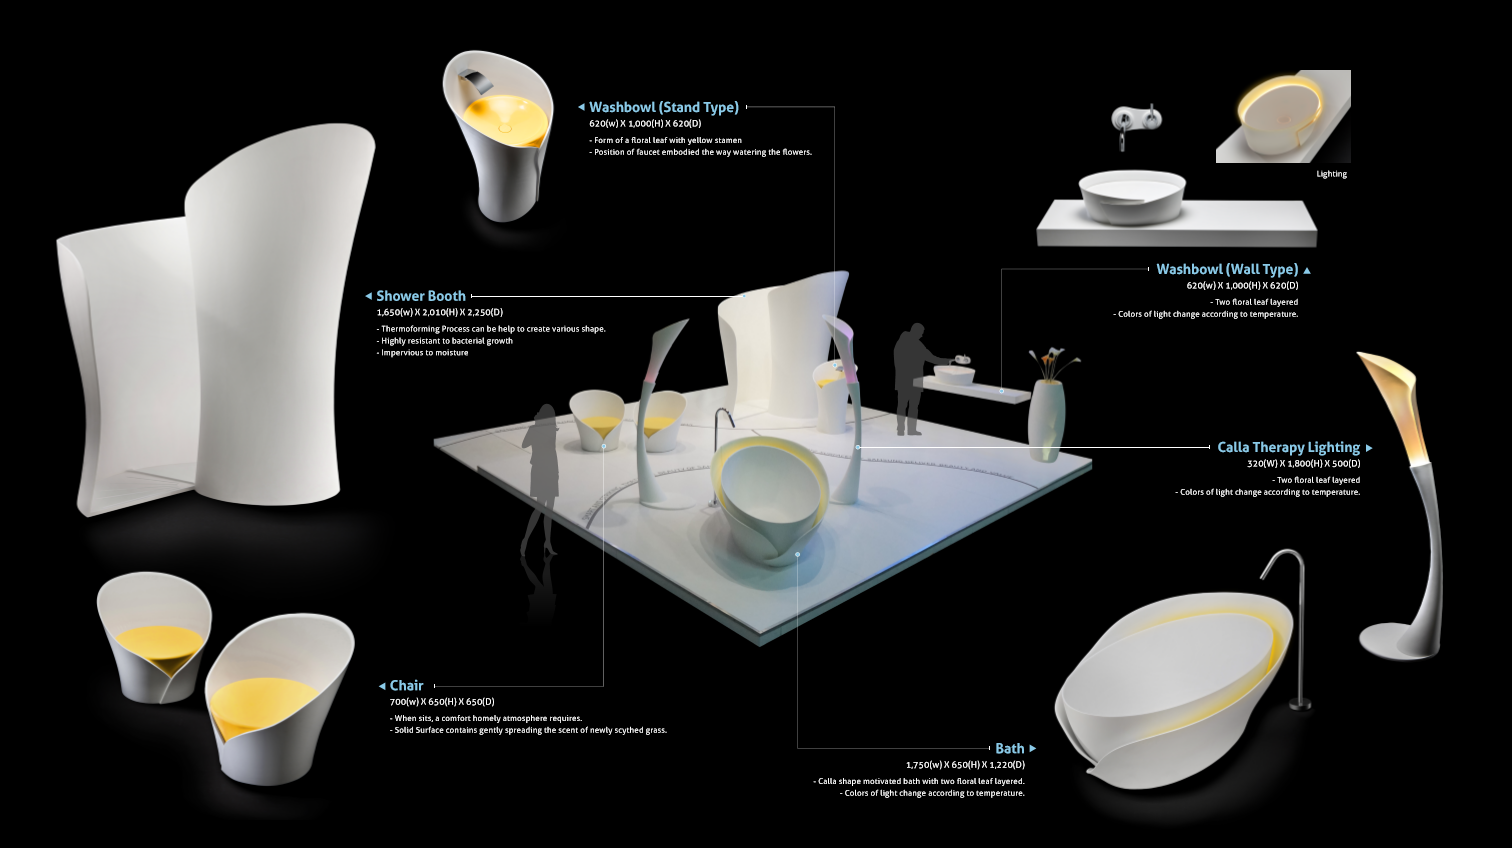 Washbowl (Stand Type)
620(w) X 1,000(H) X 620(D)
- Form of a floral leaf with yellow stamen
- Position of faucet embodied the way watering the flowers.
Lighting
Washbowl (Wall Type)
620(w) X 1,000(H) X 620(D)
- Two floral leaf layered
- Colors of light change according to temperature.
Shower Booth
1,650(w) X 2,010(H) X 2,250(D)
- Thermoforming Process can be help to create various shape.
- Highly resistant to bacterial growth
- Impervious to moisture
Calla Therapy Lighting
320(W) X 1,800(H) X 500(D)
- Two floral leaf layered
- Colors of light change according to temperature.
Chair
700(w) X 650(H) X 650(D)
- When sits, a comfort homely atmosphere requires.
- Solid Surface contains gently spreading the scent of newly scythed grass.
Bath
1,750(w) X 650(H) X 1,220(D)
- Calla shape motivated bath with two floral leaf layered.
- Colors of light change according to temperature.